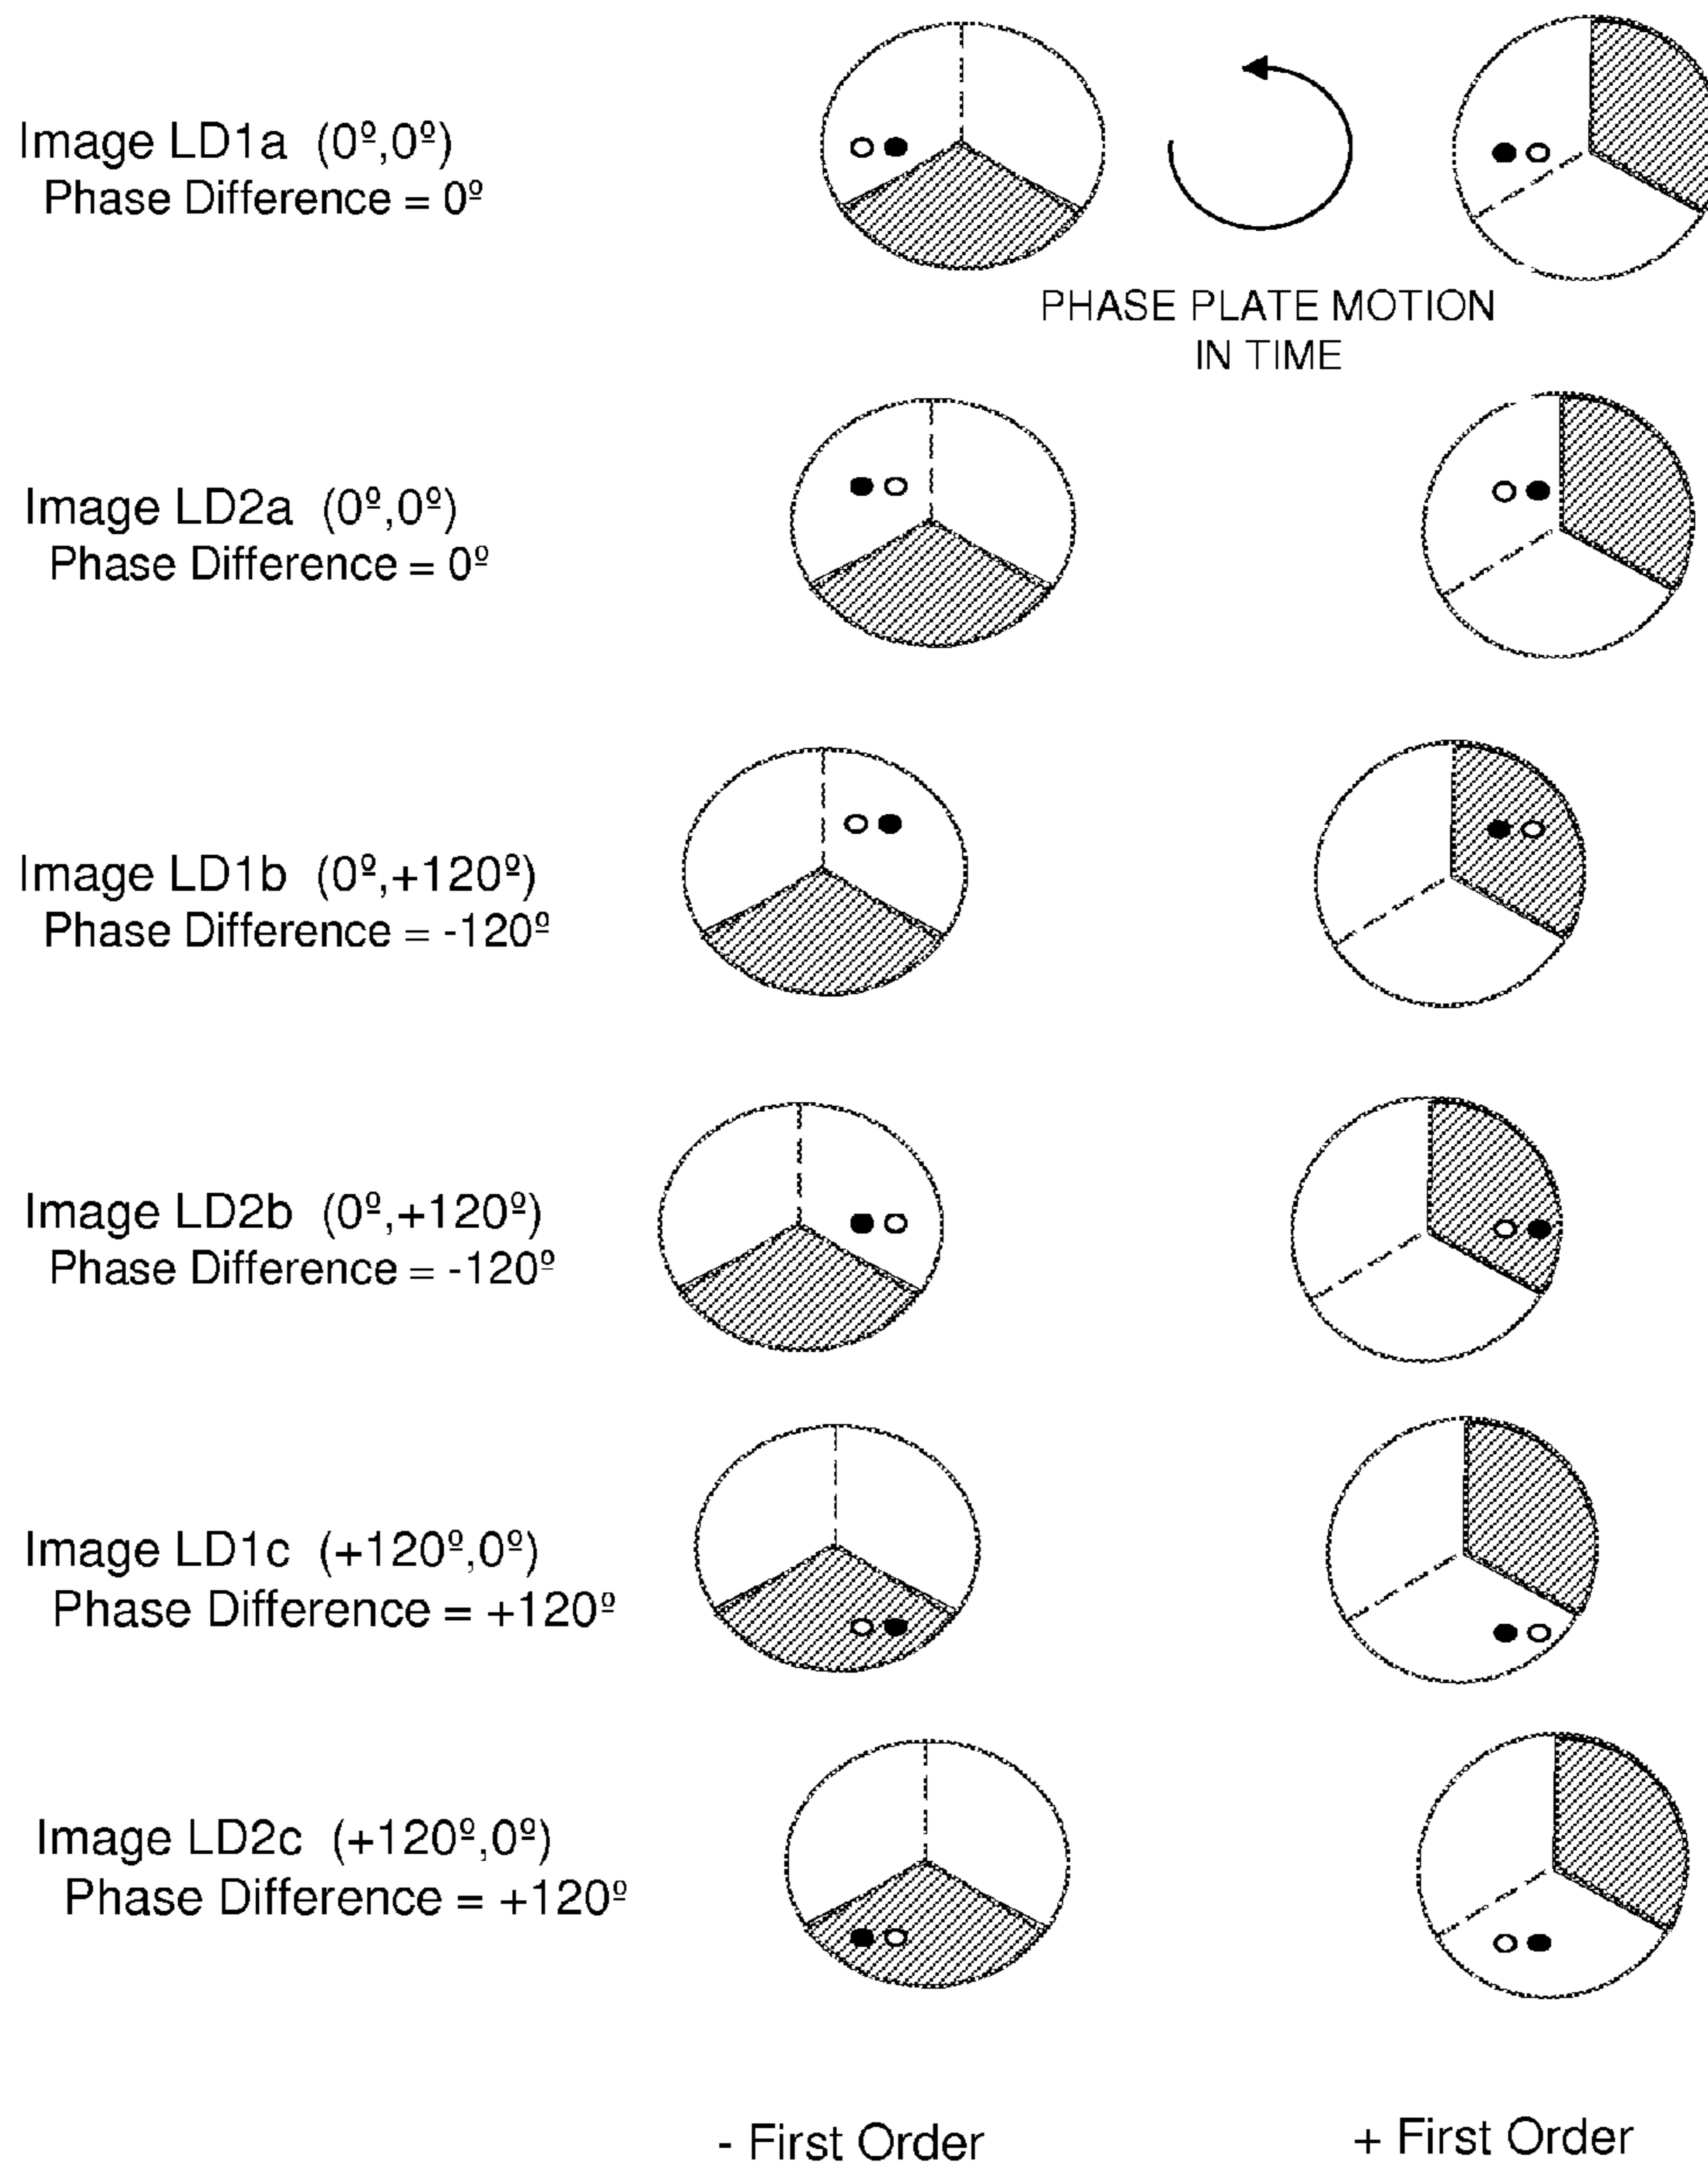 Image LD1a (0º,0º)
Phase Difference = 0º
PHASE PLATE MOTION
IN TIME
Image LD2a (0º,0º)
Phase Difference = 0º
Image LD1b (0º,+120º)
Phase Difference = -120º
Image LD2b (0º,+120º)
Phase Difference = -120º
Image LD1c (+120º,0º)
Phase Difference = +120º
Image LD2c (+120º,0º)
Phase Difference = +120º
- First Order
+ First Order